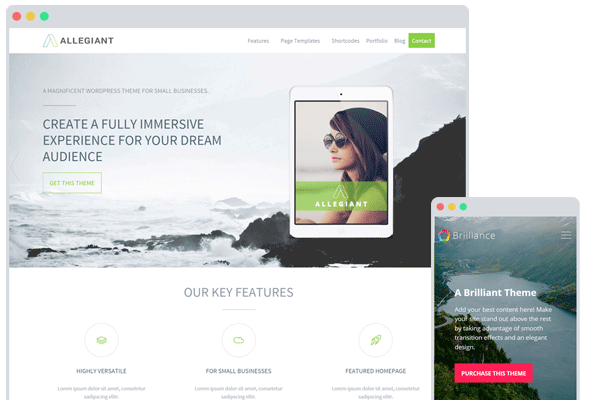 ALLEGIANT
Features Page Templates Shortcodes Portfolio Blog Contact
A MAGNIFICENT WORDPRESS THEME FOR SMALL BUSINESSES.
CREATE A FULLY IMMERSIVE
EXPERIENCE FOR YOUR DREAM
AUDIENCE
GET THIS THEME
ALLEGIANT
OUR KEY FEATURES
HIGHLY VERSATILE
Lorem ipsum dolor sit amet, consetetur
sadipscing elitr.
FOR SMALL BUSINESSES
Lorem ipsum dolor sit amet, consetetur
sadipscing elitr.
FEATURED HOMEPAGE
Lorem ipsum dolor sit amet, consetetur
sadipscing elitr.
Brilliance
A Brilliant Theme
Add your best content here! Make
your site stand out above the rest
by taking advantage of smooth
transition effects and an elegant
design.
PURCHASE THIS THEME